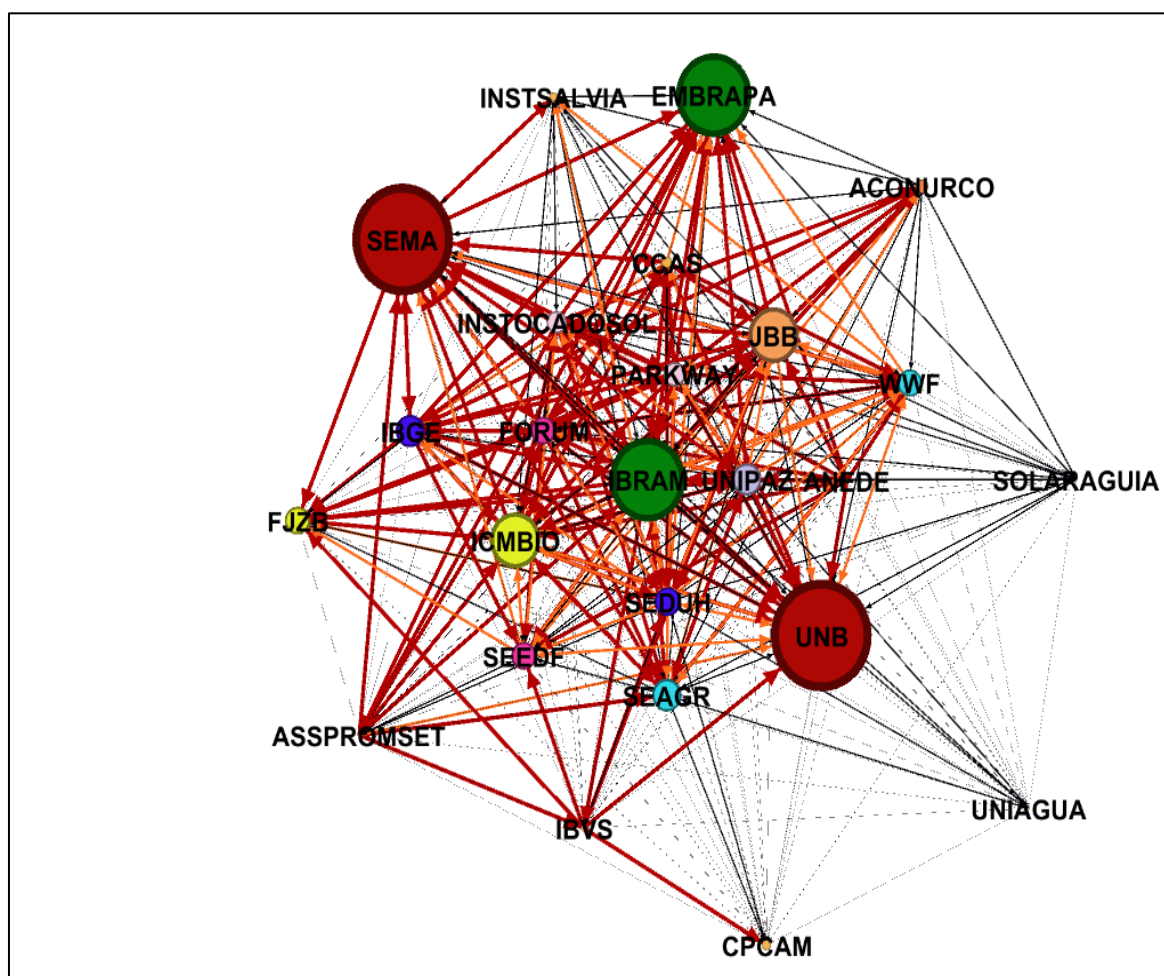 EMBRAPA
INSTSALVIA
ACONURCO
SEMA
CCAS
INSTOCADOSOL
JBB
PARKWAY
WWF
IBGE
FORUM
IBRAM
UNIPAZ
ANEDE
SOLARAGUIA
FJZB
ICMBIO
SEDUH
UNB
SEEDF
SEAGR
ASSPROMSET
UNIAGUA
IBVS
CPCAM